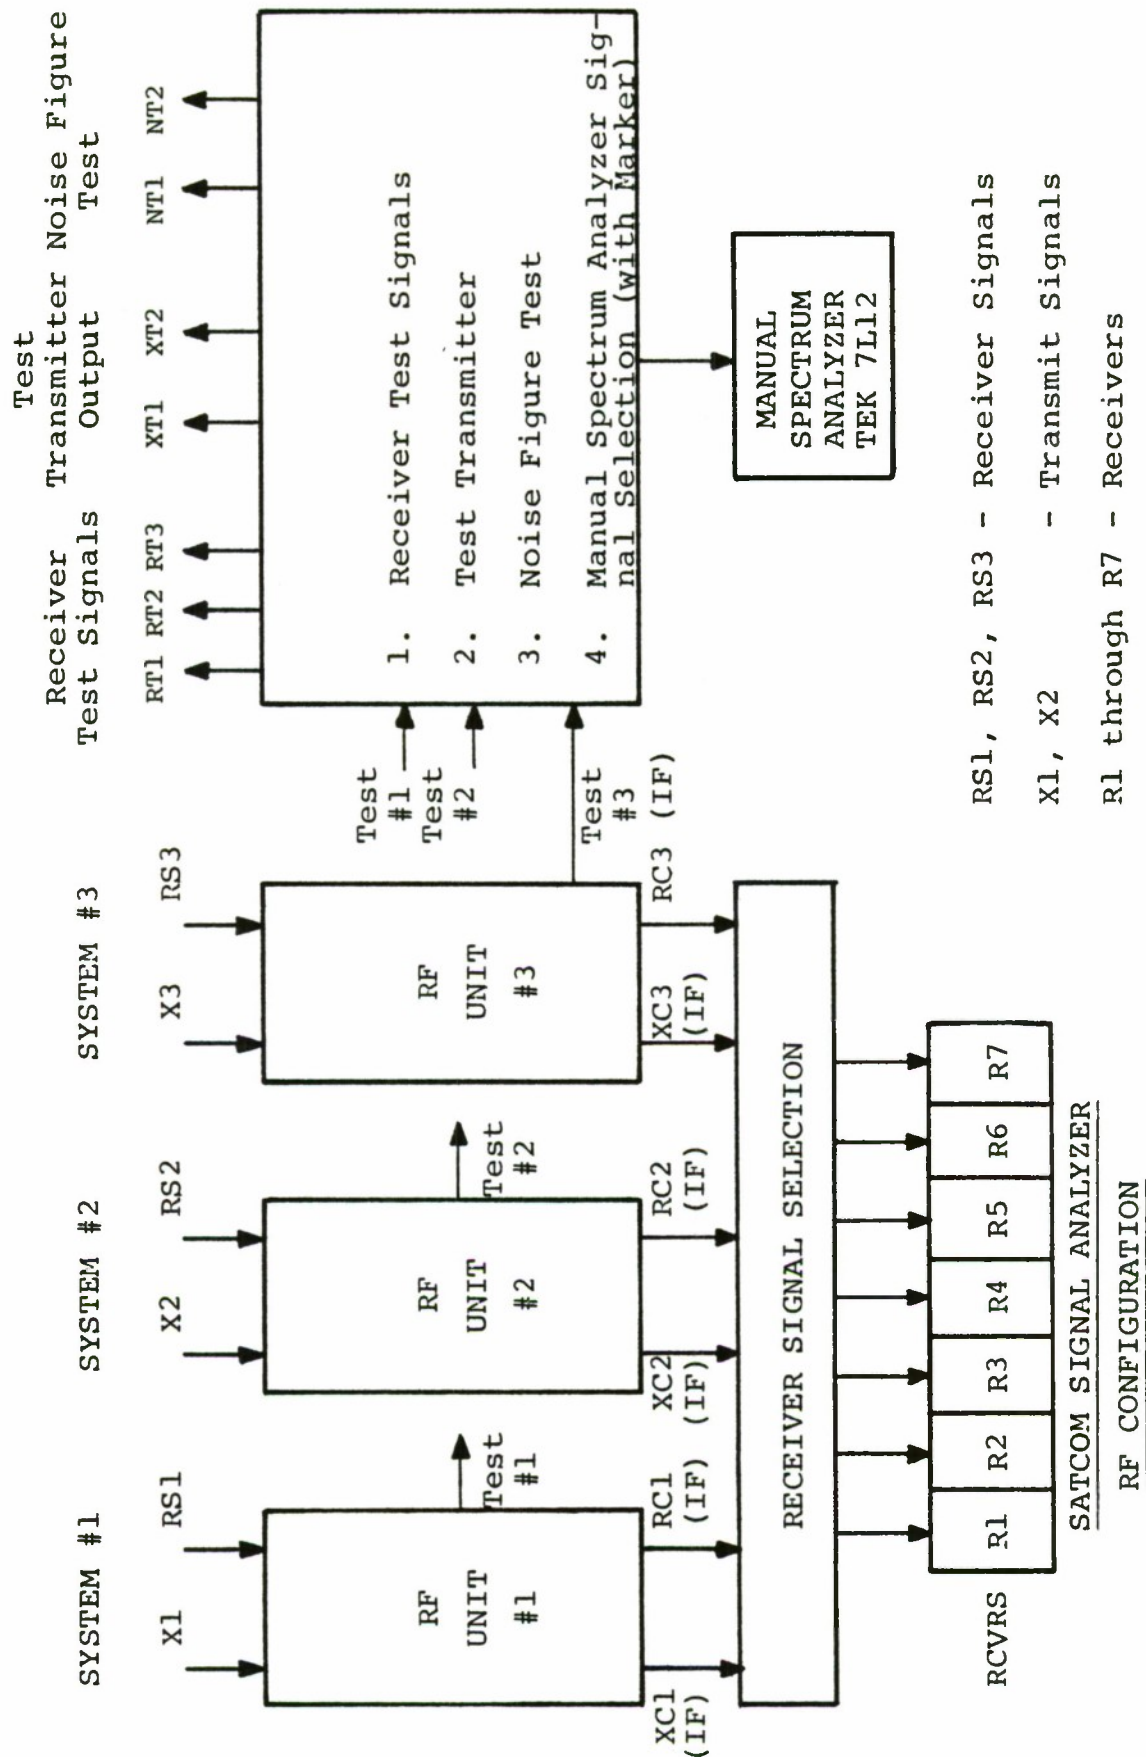 SYSTEM #1
X1 RS1
RF
UNIT
#1
Test
#1
XC1
(IF)
RC1
(IF)
SYSTEM #2
X2 RS2
RF
UNIT
#2
Test
#2
XC2
(IF)
RC2
(IF)
SYSTEM #3
X3 RS3
RF
UNIT
#3
XC3
(IF)
RC3
Test
#1
Test
#2
Test
#3
(IF)
Receiver
Test Signals
RT1 RT2 RT3
Test
Transmitter
Output
XT1 XT2
Noise Figure
Test
NT1 NT2
1. Receiver Test Signals
2. Test Transmitter
3. Noise Figure Test
4. Manual Spectrum Analyzer Sig-
nal Selection (with Marker)
MANUAL
SPECTRUM
ANALYZER
TEK 7L12
RECEIVER SIGNAL SELECTION
RCVRS
R1 R2 R3 R4 R5 R6 R7
RS1, RS2, RS3 - Receiver Signals
X1, X2 - Transmit Signals
R1 through R7 - Receivers
SATCOM SIGNAL ANALYZER
RF CONFIGURATION